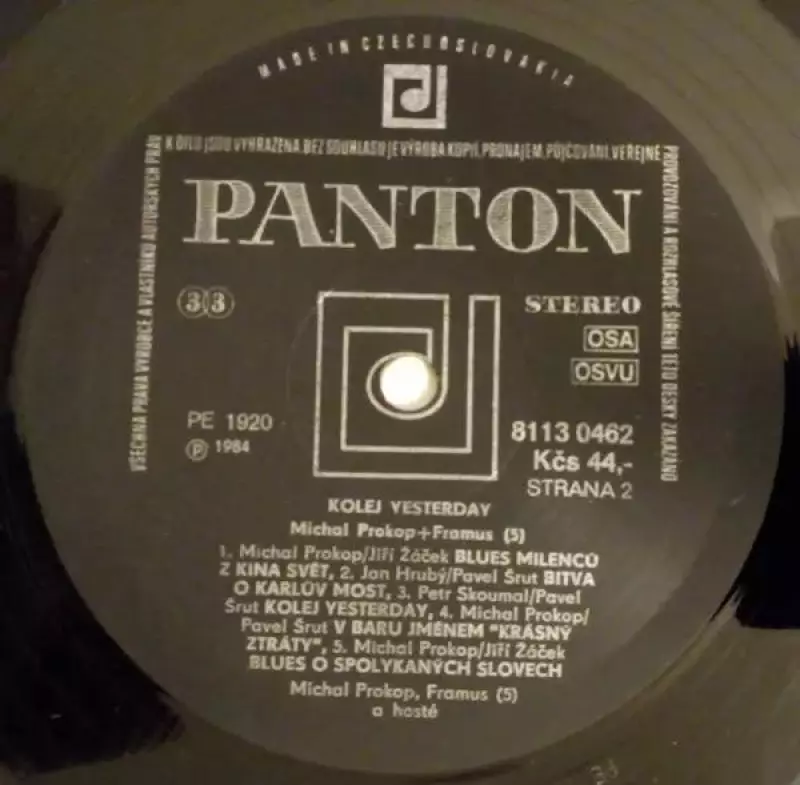 MADE IN CZECHOSLOVAKIA
VŠECHNA PRÁVA VÝROBCE A VLASTNÍKŮ AUTORSKÝCH PRÁV
K DÍLU JSOU VYHRAZENA. BEZ SOUHLASU JE VÝROBA KOPIÍ, PRONÁJEM, PŮJČOVÁNÍ, VEŘEJNÉ
PROVOZOVÁNÍ A ROZHLASOVÉ ŠÍŘENÍ TÉTO DESKY ZAKÁZÁNO
PANTON
33
STEREO
OSA
OSVU
PE 1920
Ⓟ 1984
8113 0462
Kčs 44,-
STRANA 2
KOLEJ YESTERDAY
Michal Prokop+Framus (5)
1. Michal Prokop/Jiří Žáček BLUES MILENCŮ
Z KINA SVĚT, 2. Jan Hrubý/Pavel Šrut BITVA
O KARLŮV MOST, 3. Petr Skoumal/Pavel
Šrut KOLEJ YESTERDAY, 4. Michal Prokop/
Pavel Šrut V BARU JMÉNEM "KRÁSNÝ
ZTRÁTY", 5. Michal Prokop/Jiří Žáček
BLUES O SPOLYKANÝCH SLOVECH
Michal Prokop, Framus (5)
a hosté